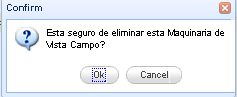 Confirm
Esta seguro de eliminar esta Maquinaria de
Vista Campo?
Ok
Cancel